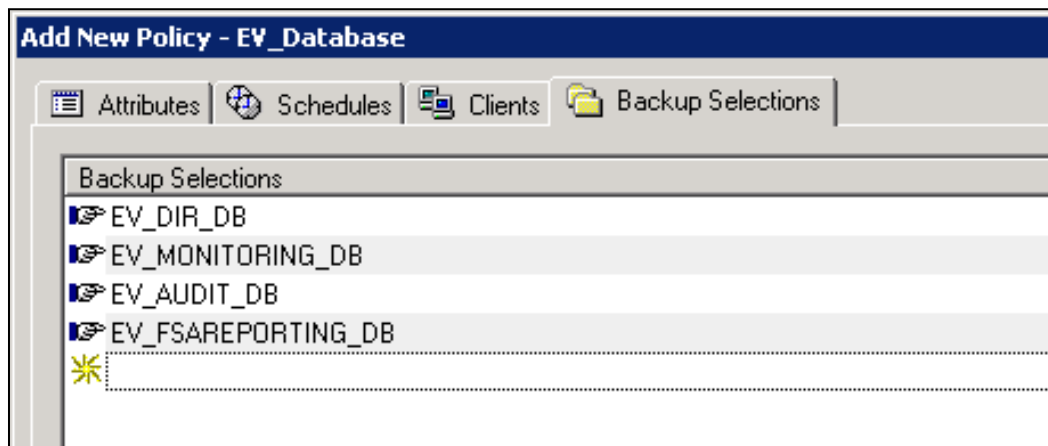 Add New Policy - EV_Database
Attributes Schedules Clients Backup Selections
Backup Selections
EV_DIR_DB
EV_MONITORING_DB
EV_AUDIT_DB
EV_FSAREPORTING_DB